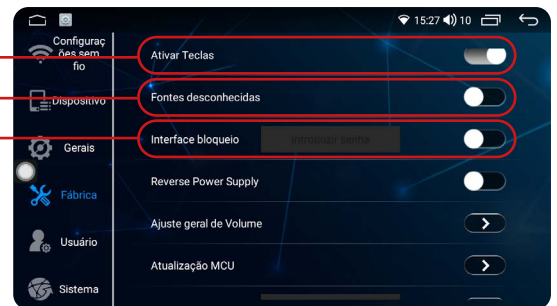 15:27 10
Configuraç
ões sem
fio
Ativar Teclas
Dispositivo
Fontes desconhecidas
Gerais
Interface bloqueio Introduzir senha
Fábrica
Reverse Power Supply
Usuário
Ajuste geral de Volume
Sistema
Atualização MCU